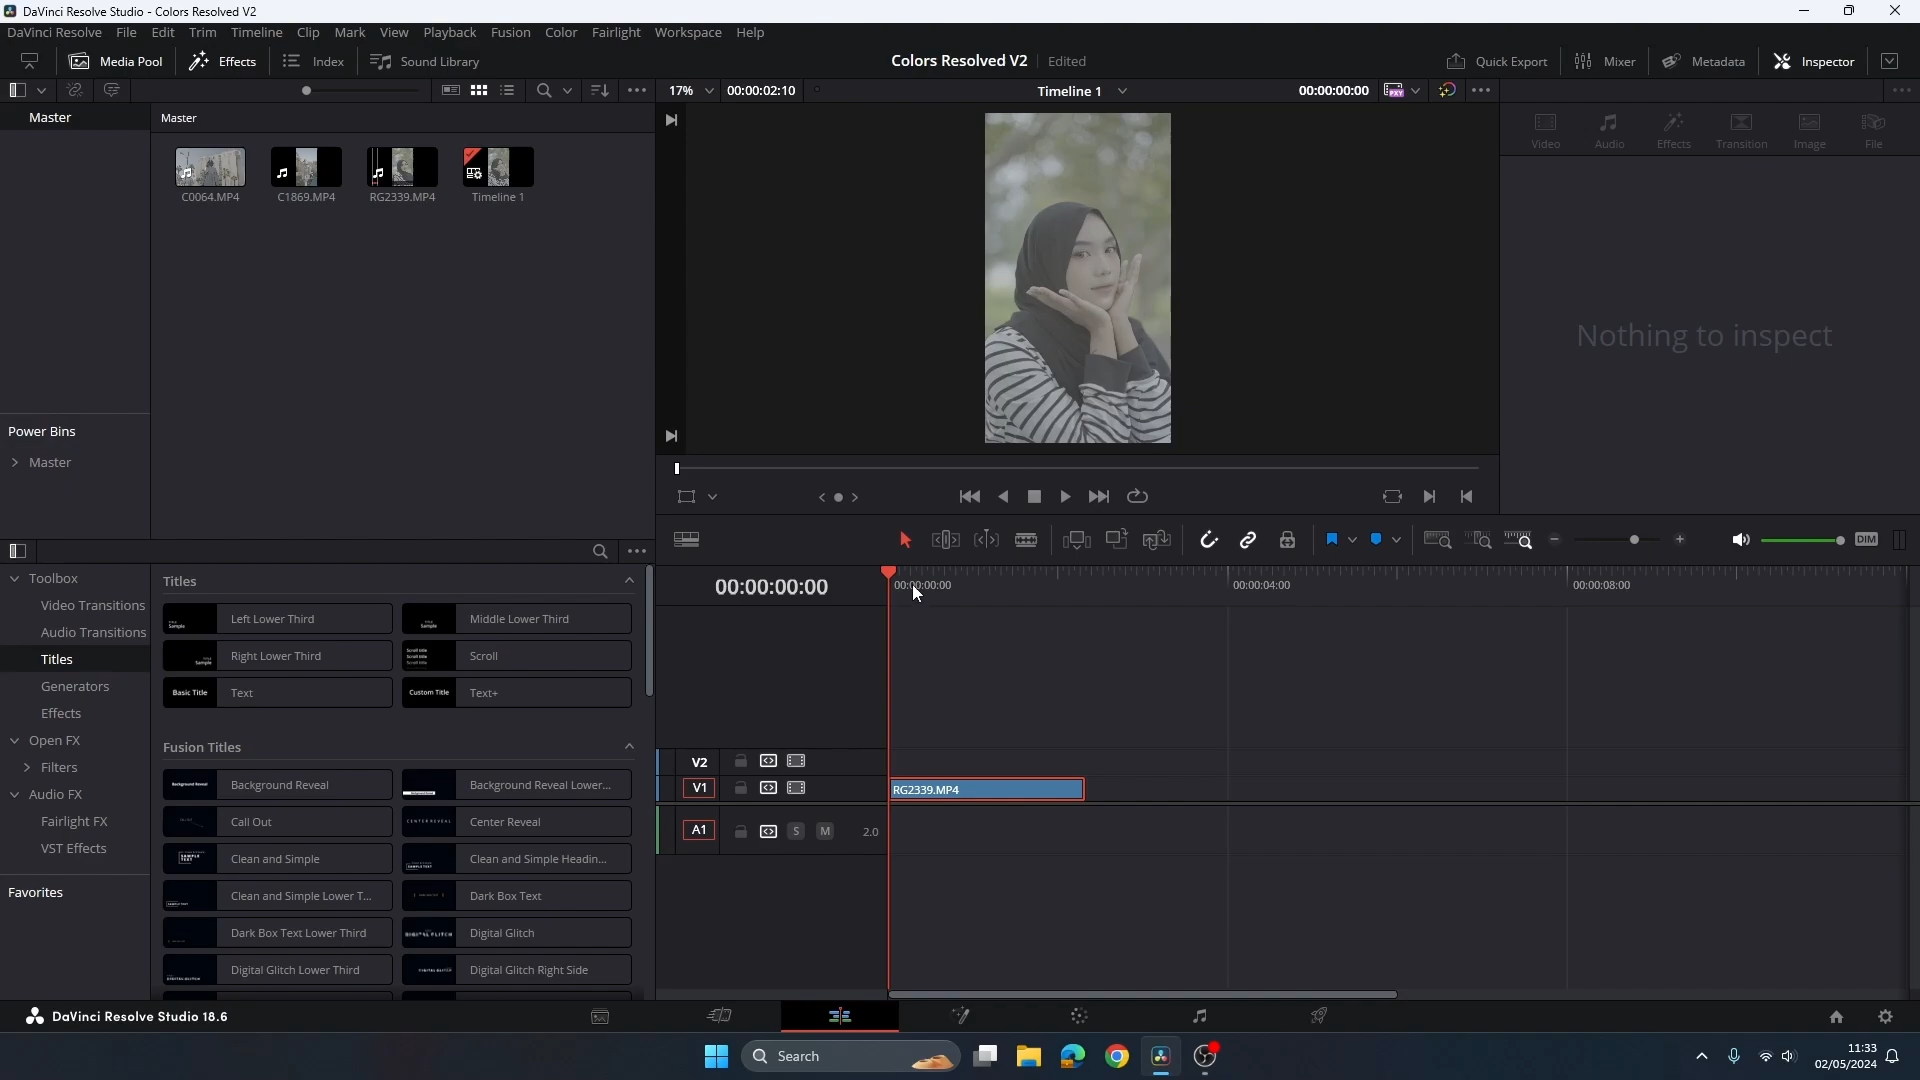 DaVinci Resolve Studio - Colors Resolved V2
DaVinci Resolve File Edit Trim Timeline Clip Mark View Playback Fusion Color Fairlight Workspace Help
Media Pool Effects Index Sound Library Colors Resolved V2 Edited Quick Export Mixer Metadata Inspector
17% 00:00:02:10 Timeline 1 00:00:00:00 PXY
Master Master
Video Audio Effects Transition Image File
C0064.MP4 C1869.MP4 RG2339.MP4 Timeline 1
Nothing to inspect
Power Bins
Master
DIM
Toolbox Titles 00:00:00:00 00:00:00:00 00:00:04:00 00:00:08:00
Video Transitions Sample Left Lower Third Sample Middle Lower Third
Audio Transitions
Titles Sample Right Lower Third Scroll
Generators Basic Title Text Custom Title Text+
Effects
Open FX Fusion Titles
Filters V2
Background Reveal Background Reveal Lower... V1 RG2339.MP4
Audio FX
Fairlight FX Call Out CENTER REVEAL Center Reveal A1 S M 2.0
VST Effects Clean and Simple Clean and Simple Headin...
Favorites Clean and Simple Lower T... Dark Box Text
Dark Box Text Lower Third Digital Glitch
Digital Glitch Lower Third Digital Glitch Right Side
DaVinci Resolve Studio 18.6
Search 11:33
02/05/2024